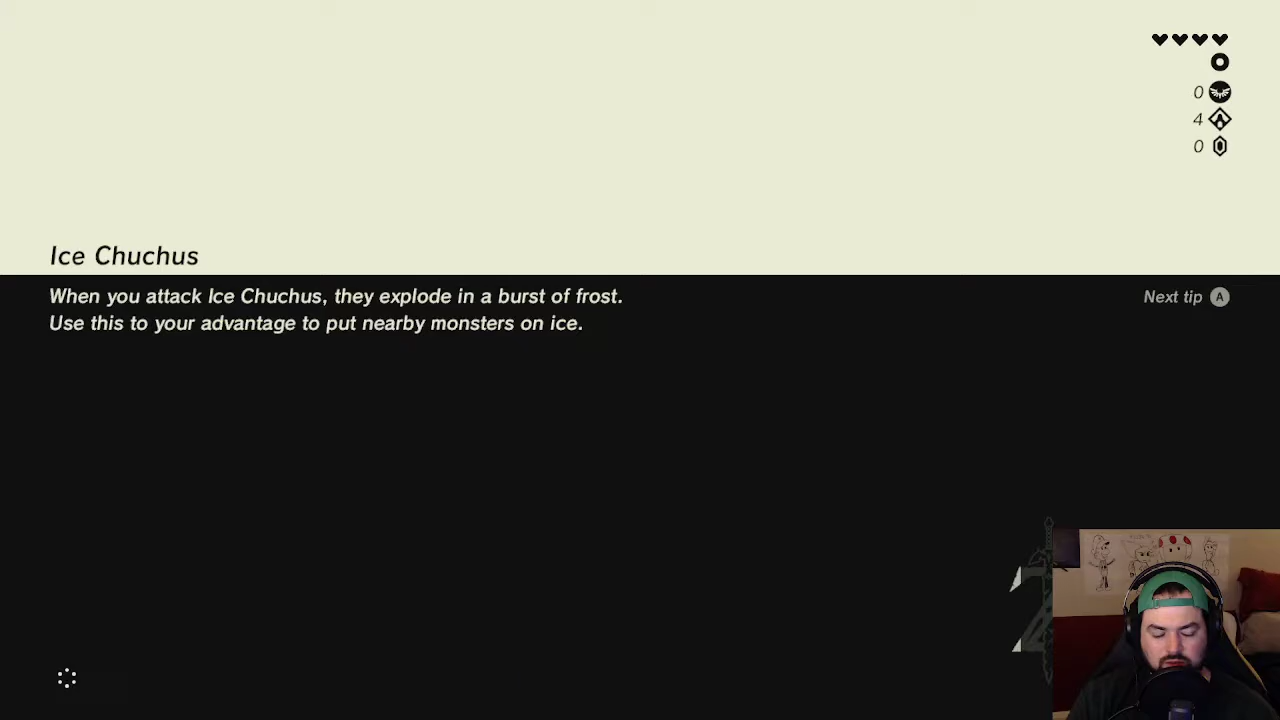 0
4
0
Ice Chuchus
When you attack Ice Chuchus, they explode in a burst of frost.
Use this to your advantage to put nearby monsters on ice.
Next tip A
Z